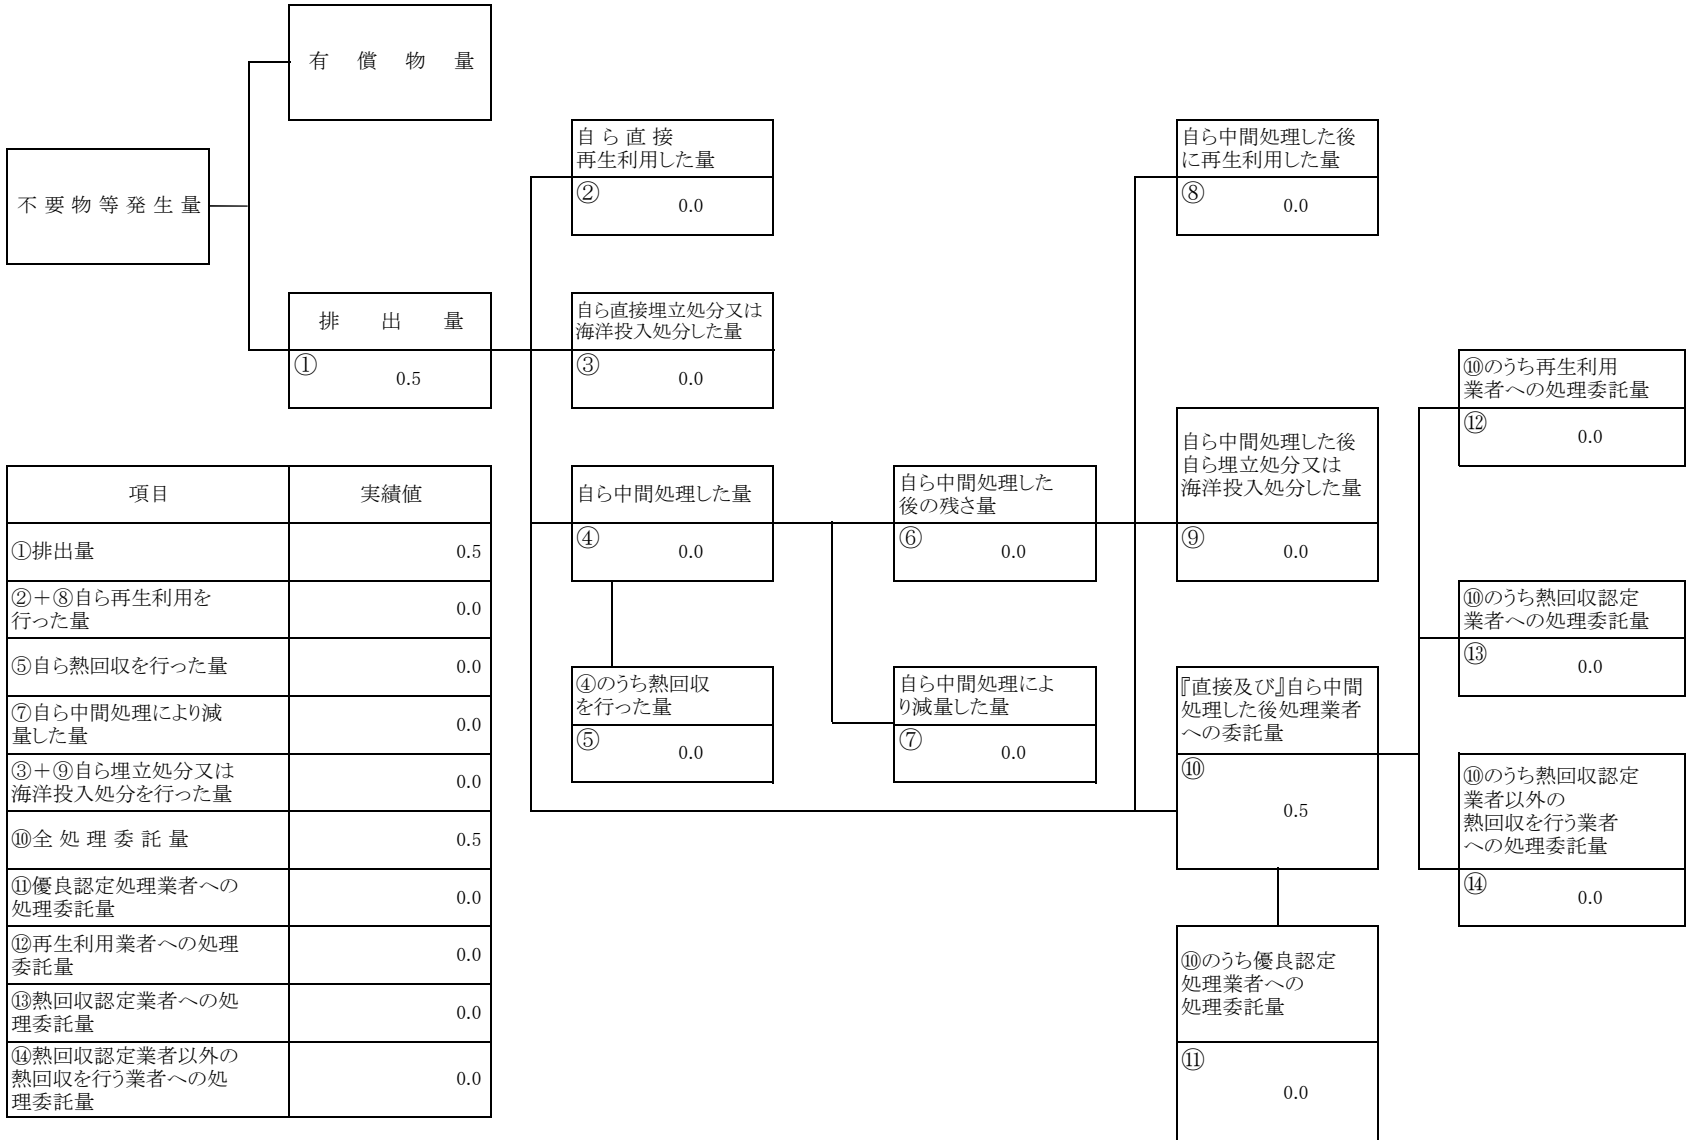 有償物量
不要物等発生量
排出量
①
0.5
自ら直接
再生利用した量
②
0.0
自ら直接埋立処分又は
海洋投入処分した量
③
0.0
自ら中間処理した量
④
0.0
④のうち熱回収
を行った量
⑤
0.0
自ら中間処理した
後の残さ量
⑥
0.0
自ら中間処理によ
り減量した量
⑦
0.0
自ら中間処理した後
に再生利用した量
⑧
0.0
自ら中間処理した後
自ら埋立処分又は
海洋投入処分した量
⑨
0.0
『直接及び』自ら中間
処理した後処理業者
への委託量
⑩
0.5
⑩のうち優良認定
処理業者への
処理委託量
⑪
0.0
⑩のうち再生利用
業者への処理委託量
⑫
0.0
⑩のうち熱回収認定
業者への処理委託量
⑬
0.0
⑩のうち熱回収認定
業者以外の
熱回収を行う業者
への処理委託量
⑭
0.0
項目 実績値
①排出量 0.5
②＋⑧自ら再生利用を
行った量 0.0
⑤自ら熱回収を行った量 0.0
⑦自ら中間処理により減
量した量 0.0
③＋⑨自ら埋立処分又は
海洋投入処分を行った量 0.0
⑩全処理委託量 0.5
⑪優良認定処理業者への
処理委託量 0.0
⑫再生利用業者への処理
委託量 0.0
⑬熱回収認定業者への処
理委託量 0.0
⑭熱回収認定業者以外の
熱回収を行う業者への処
理委託量 0.0